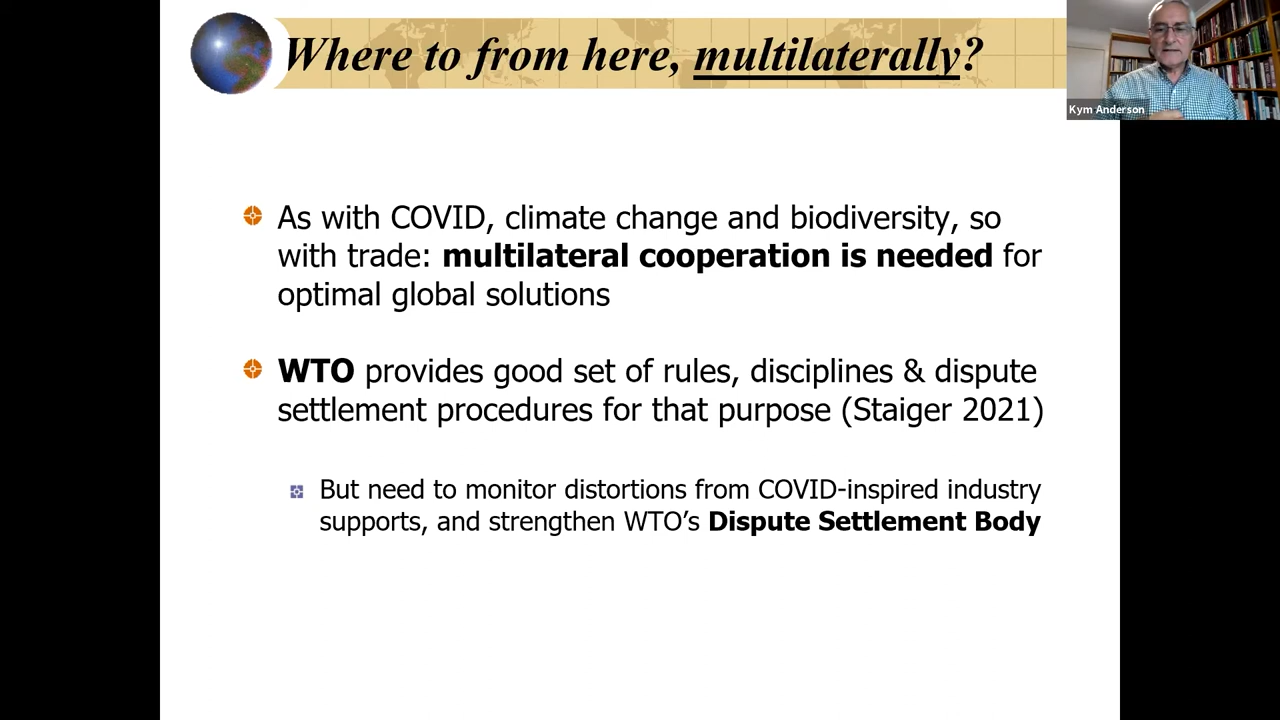 Where to from here, multilaterally?
Kym Anderson
As with COVID, climate change and biodiversity, so
with trade: multilateral cooperation is needed for
optimal global solutions
WTO provides good set of rules, disciplines & dispute
settlement procedures for that purpose (Staiger 2021)
But need to monitor distortions from COVID-inspired industry
supports, and strengthen WTO’s Dispute Settlement Body